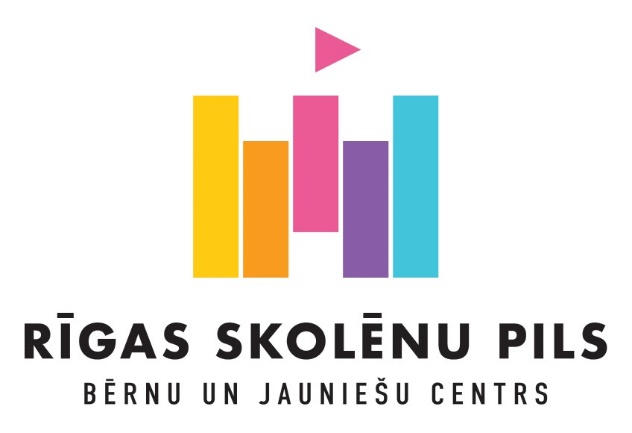 RĪGAS SKOLĒNU PILS
BĒRNU UN JAUNIEŠU CENTRS